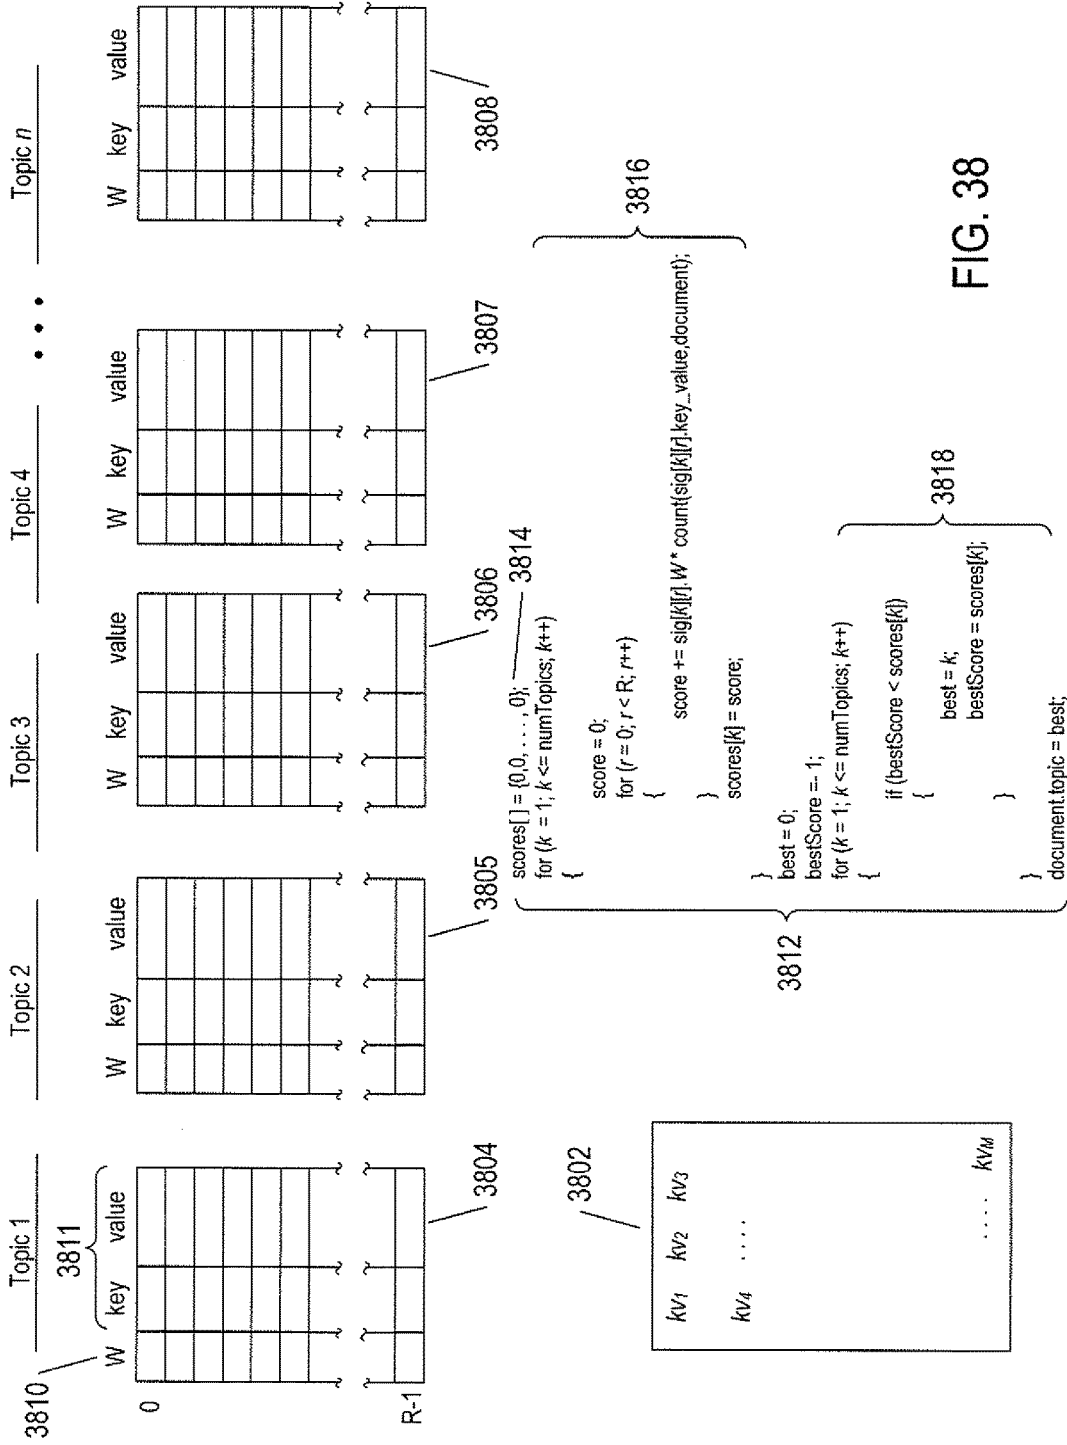 Topic 1
Topic 2
Topic 3
Topic 4
• • •
Topic n
3810
3811
W key value
W key value
W key value
W key value
W key value
0
R-1
3804
3805
3806
3807
3808
3802
kv1 kv2 kv3
kv4 ....
.... kvM
3812
scores[ ] = {0,0, . . . , 0};
3814
for (k = 1; k <= numTopics; k++)
{
score = 0;
for (r = 0; r < R; r++)
{
score += sig[k][r].W * count(sig[k][r].key_value,document);
}
scores[k] = score;
3816
}
best = 0;
bestScore =- 1;
for (k = 1; k <= numTopics; k++)
{
if (bestScore < scores[k])
{
best = k;
bestScore = scores[k];
}
3818
}
document.topic = best;
FIG. 38